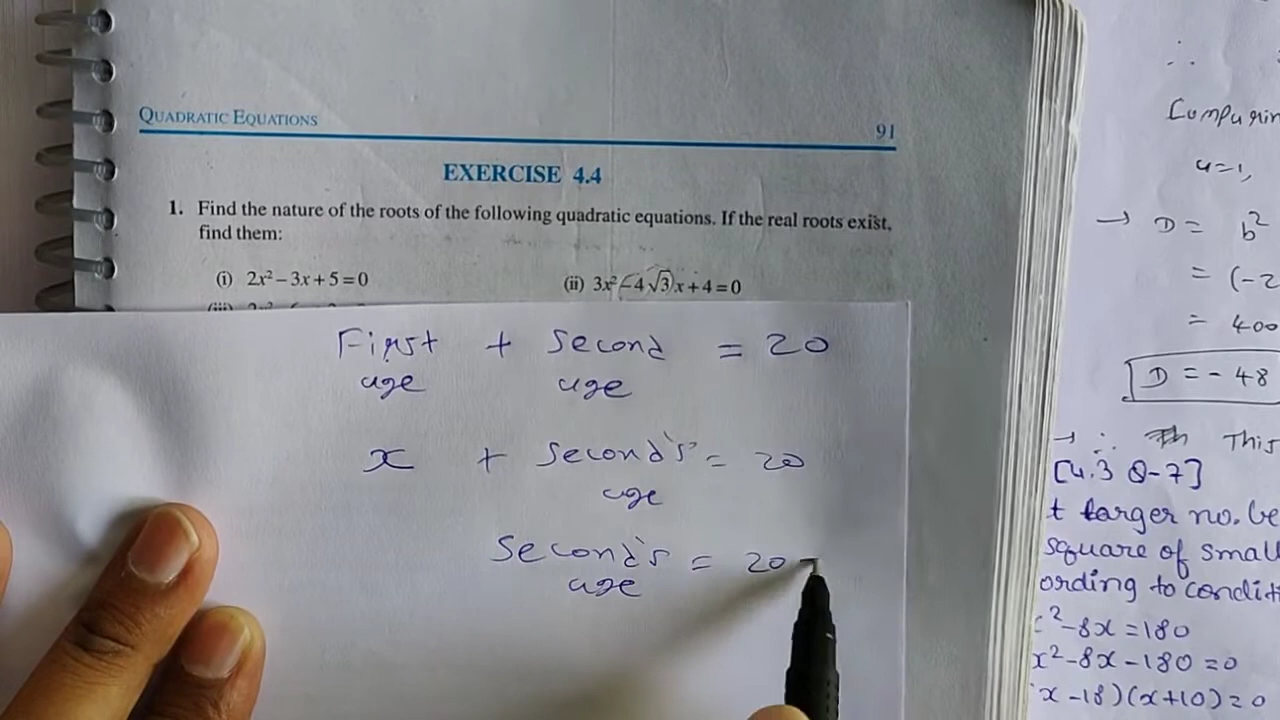 QUADRATIC EQUATIONS 91
EXERCISE 4.4
1. Find the nature of the roots of the following quadratic equations. If the real roots exist,
find them:
(i) 2x² – 3x + 5 = 0 (ii) 3x² – 4√3 x + 4 = 0
First + Second = 20
age age
x + Second's = 20
age
Second's = 20 -
age
Comparin
a=1,
→ D = b²
= (-2
= 400
D = - 48
→ ∴ This
[4.3 Q-7]
t larger no. be
square of small
ording to condit
x²-8x=180
x²-8x-180=0
x-18)(x+10)=0